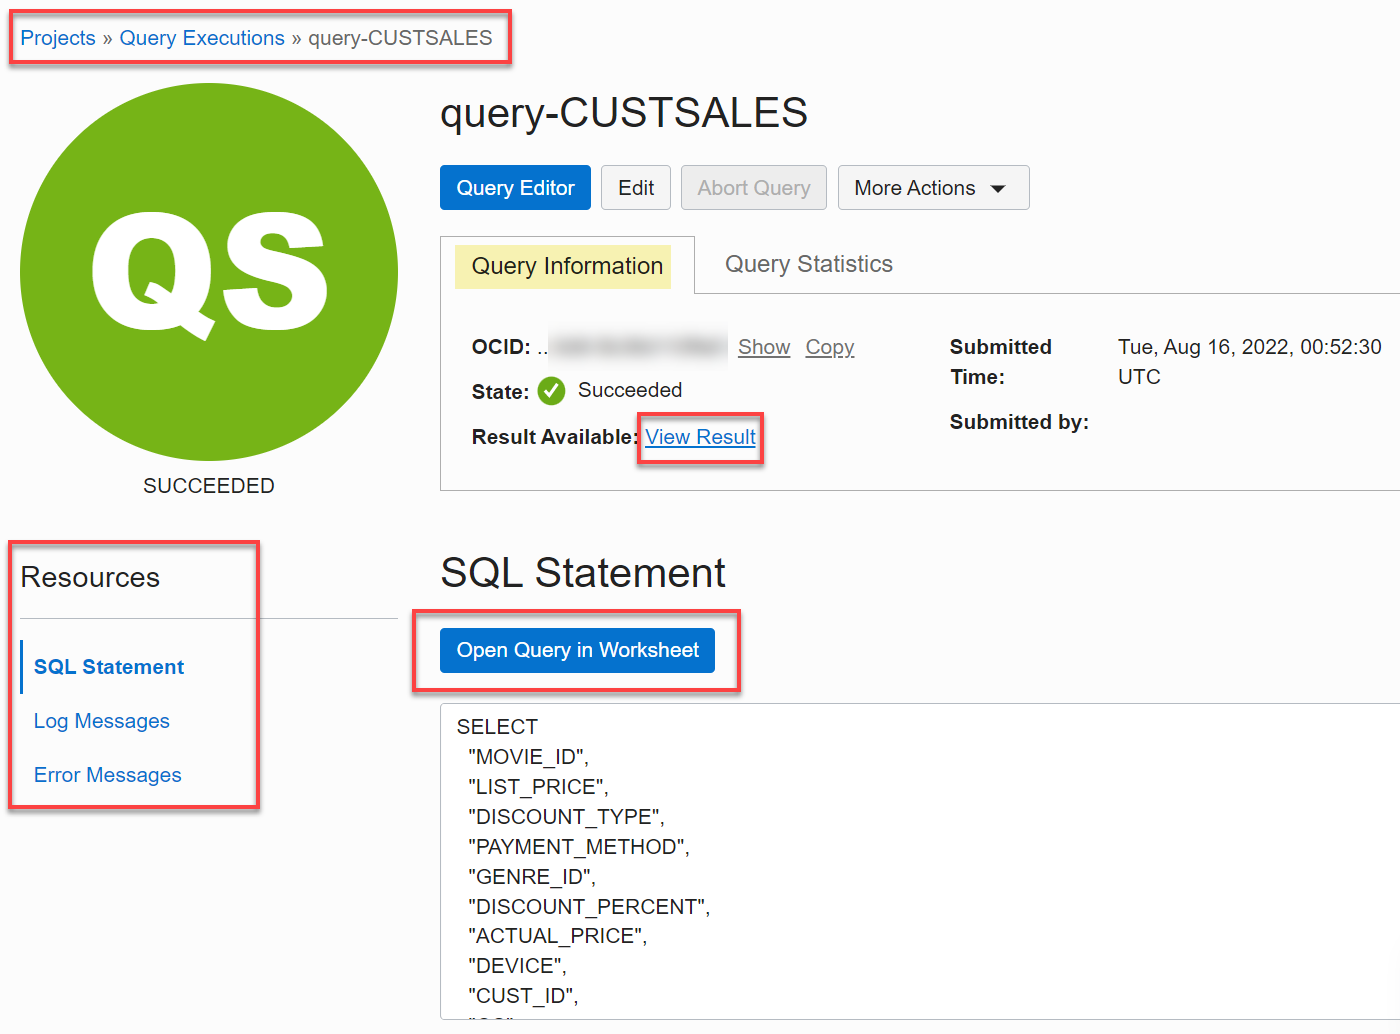 Projects » Query Executions » query-CUSTSALES
QS
SUCCEEDED
query-CUSTSALES
Query Editor
Edit
Abort Query
More Actions
Query Information
Query Statistics
OCID: .. Show Copy
State: Succeeded
Result Available: View Result
Submitted Time: Tue, Aug 16, 2022, 00:52:30 UTC
Submitted by:
Resources
SQL Statement
Log Messages
Error Messages
SQL Statement
Open Query in Worksheet
SELECT
"MOVIE_ID",
"LIST_PRICE",
"DISCOUNT_TYPE",
"PAYMENT_METHOD",
"GENRE_ID",
"DISCOUNT_PERCENT",
"ACTUAL_PRICE",
"DEVICE",
"CUST_ID",